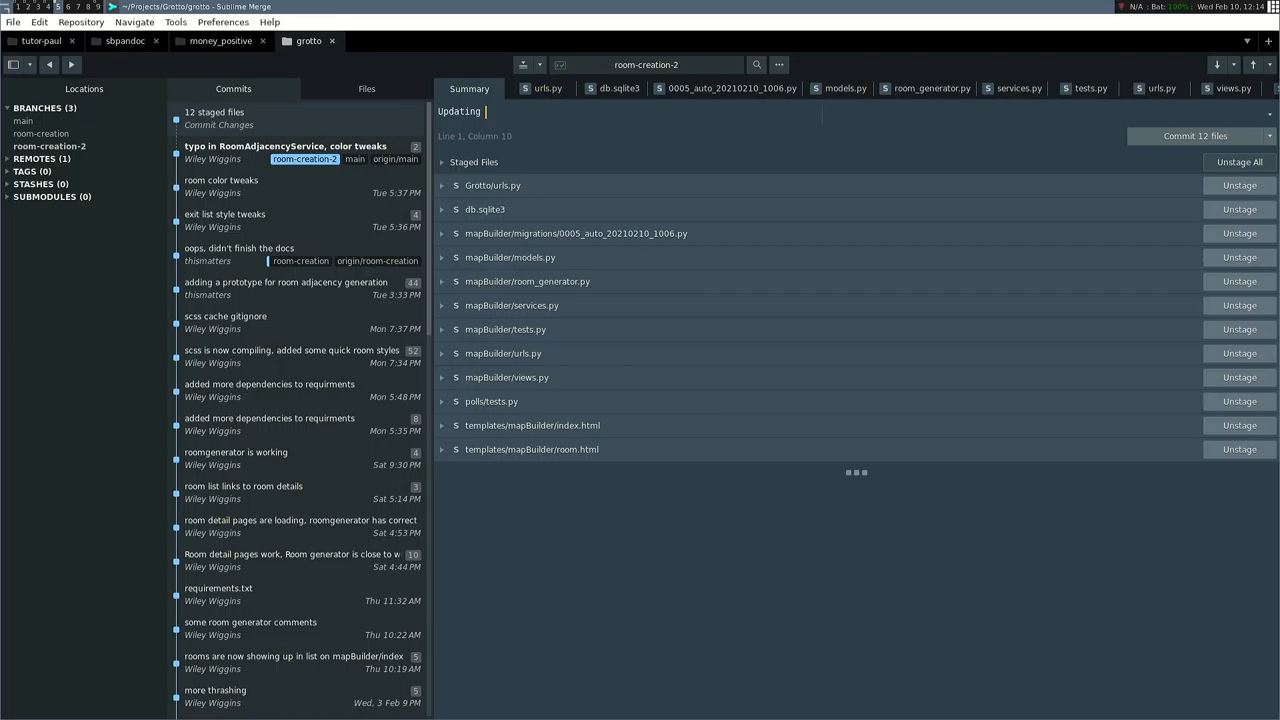 1 2 3 4 5 6 7 8 9 ~/Projects/Grotto/grotto - Sublime Merge N/A : Bat: 100% : Wed Feb 10, 12:14
File Edit Repository Navigate Tools Preferences Help
tutor-paul sbpandoc money_positive grotto
room-creation-2
Locations Commits Files Summary urls.py db.sqlite3 0005_auto_20210210_1006.py models.py room_generator.py services.py tests.py urls.py views.py
BRANCHES (3)
main
room-creation
room-creation-2
REMOTES (1)
TAGS (0)
STASHES (0)
SUBMODULES (0)
12 staged files
Commit Changes
typo in RoomAdjacencyService, color tweaks 2
Wiley Wiggins room-creation-2 main origin/main
room color tweaks
Wiley Wiggins Tue 5:37 PM
exit list style tweaks 4
Wiley Wiggins Tue 5:36 PM
oops, didn't finish the docs
thismatters room-creation origin/room-creation
adding a prototype for room adjacency generation 44
thismatters Tue 3:33 PM
scss cache gitignore
Wiley Wiggins Mon 7:37 PM
scss is now compiling, added some quick room styles 52
Wiley Wiggins Mon 7:34 PM
added more dependencies to requirments
Wiley Wiggins Mon 5:48 PM
added more dependencies to requirments 8
Wiley Wiggins Mon 5:35 PM
roomgenerator is working 4
Wiley Wiggins Sat 9:30 PM
room list links to room details 3
Wiley Wiggins Sat 5:14 PM
room detail pages are loading, roomgenerator has correct
Wiley Wiggins Sat 4:53 PM
Room detail pages work, Room generator is close to w 10
Wiley Wiggins Sat 4:44 PM
requirements.txt
Wiley Wiggins Thu 11:32 AM
some room generator comments
Wiley Wiggins Thu 10:22 AM
rooms are now showing up in list on mapBuilder/index 5
Wiley Wiggins Thu 10:19 AM
more thrashing 5
Wiley Wiggins Wed, 3 Feb 9 PM
Updating
Line 1, Column 10 Commit 12 files
Staged Files Unstage All
S Grotto/urls.py Unstage
S db.sqlite3 Unstage
S mapBuilder/migrations/0005_auto_20210210_1006.py Unstage
S mapBuilder/models.py Unstage
S mapBuilder/room_generator.py Unstage
S mapBuilder/services.py Unstage
S mapBuilder/tests.py Unstage
S mapBuilder/urls.py Unstage
S mapBuilder/views.py Unstage
S polls/tests.py Unstage
S templates/mapBuilder/index.html Unstage
S templates/mapBuilder/room.html Unstage